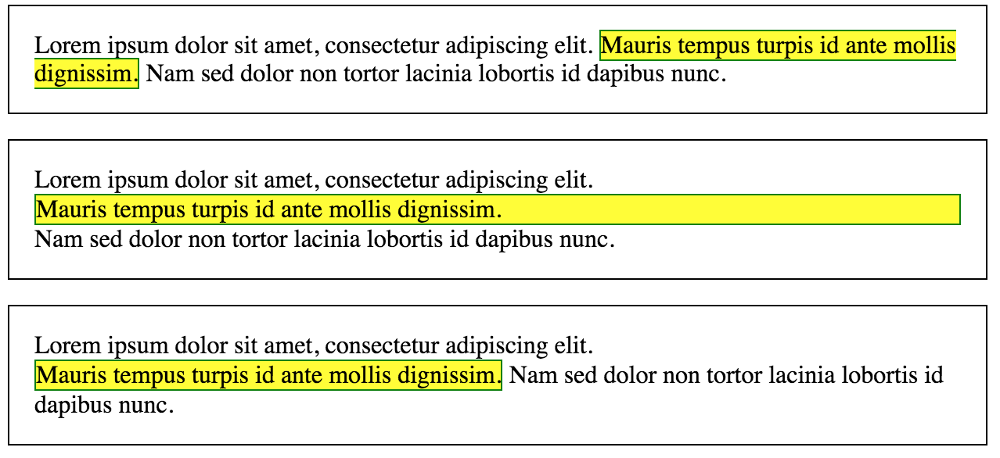 Lorem ipsum dolor sit amet, consectetur adipiscing elit. Mauris tempus turpis id ante mollis
dignissim. Nam sed dolor non tortor lacinia lobortis id dapibus nunc.
Lorem ipsum dolor sit amet, consectetur adipiscing elit.
Mauris tempus turpis id ante mollis dignissim.
Nam sed dolor non tortor lacinia lobortis id dapibus nunc.
Lorem ipsum dolor sit amet, consectetur adipiscing elit.
Mauris tempus turpis id ante mollis dignissim. Nam sed dolor non tortor lacinia lobortis id
dapibus nunc.